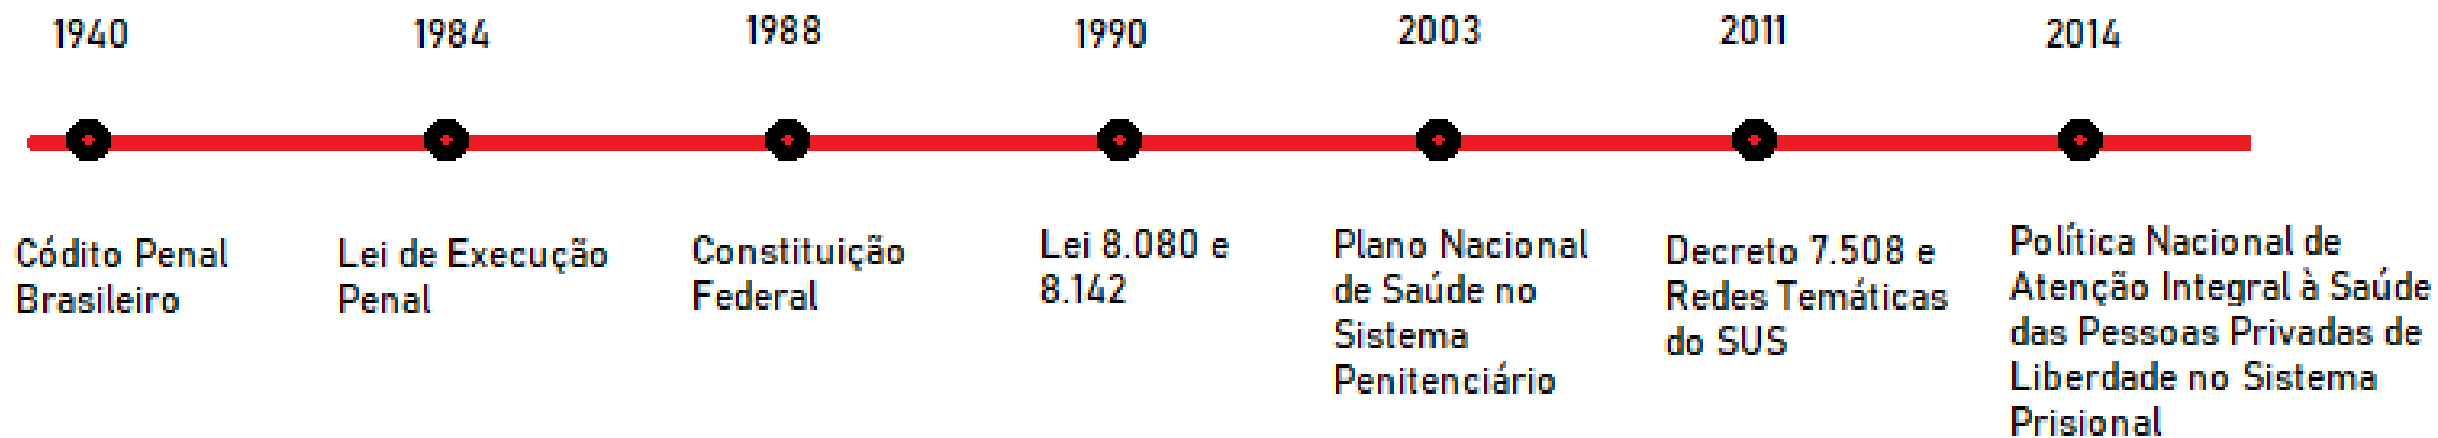 1940
1984
1988
1990
2003
2011
2014
Códito Penal
Brasileiro
Lei de Execução
Penal
Constituição
Federal
Lei 8.080 e
8.142
Plano Nacional
de Saúde no
Sistema
Penitenciário
Decreto 7.508 e
Redes Temáticas
do SUS
Política Nacional de
Atenção Integral à Saúde
das Pessoas Privadas de
Liberdade no Sistema
Prisional